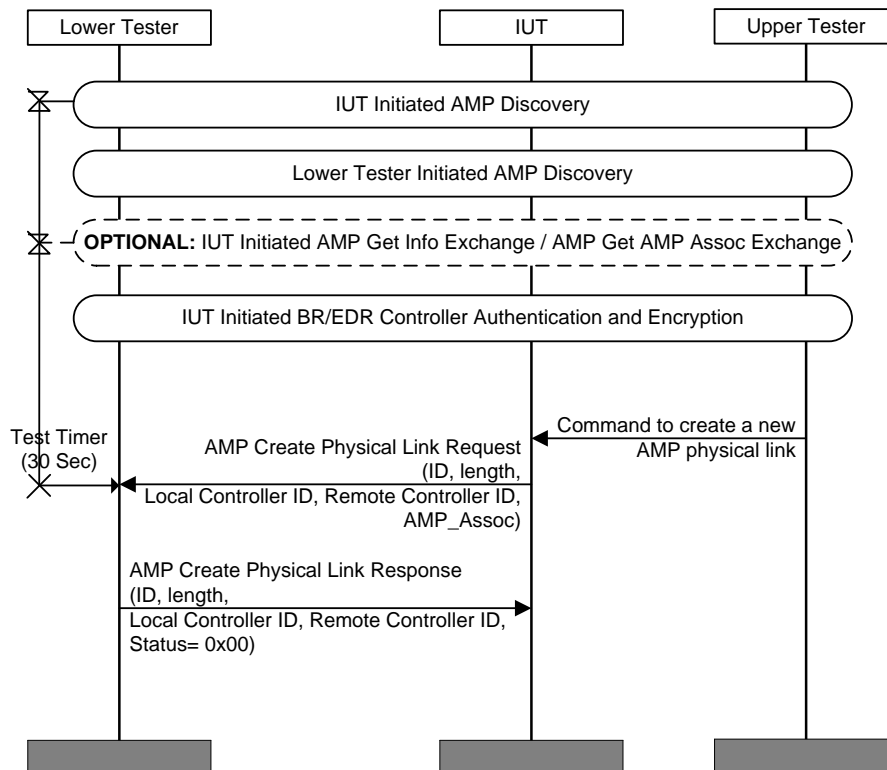 Lower Tester
IUT
Upper Tester
IUT Initiated AMP Discovery
Lower Tester Initiated AMP Discovery
OPTIONAL: IUT Initiated AMP Get Info Exchange / AMP Get AMP Assoc Exchange
IUT Initiated BR/EDR Controller Authentication and Encryption
Command to create a new
AMP physical link
Test Timer
(30 Sec)
AMP Create Physical Link Request
(ID, length,
Local Controller ID, Remote Controller ID,
AMP_Assoc)
AMP Create Physical Link Response
(ID, length,
Local Controller ID, Remote Controller ID,
Status= 0x00)